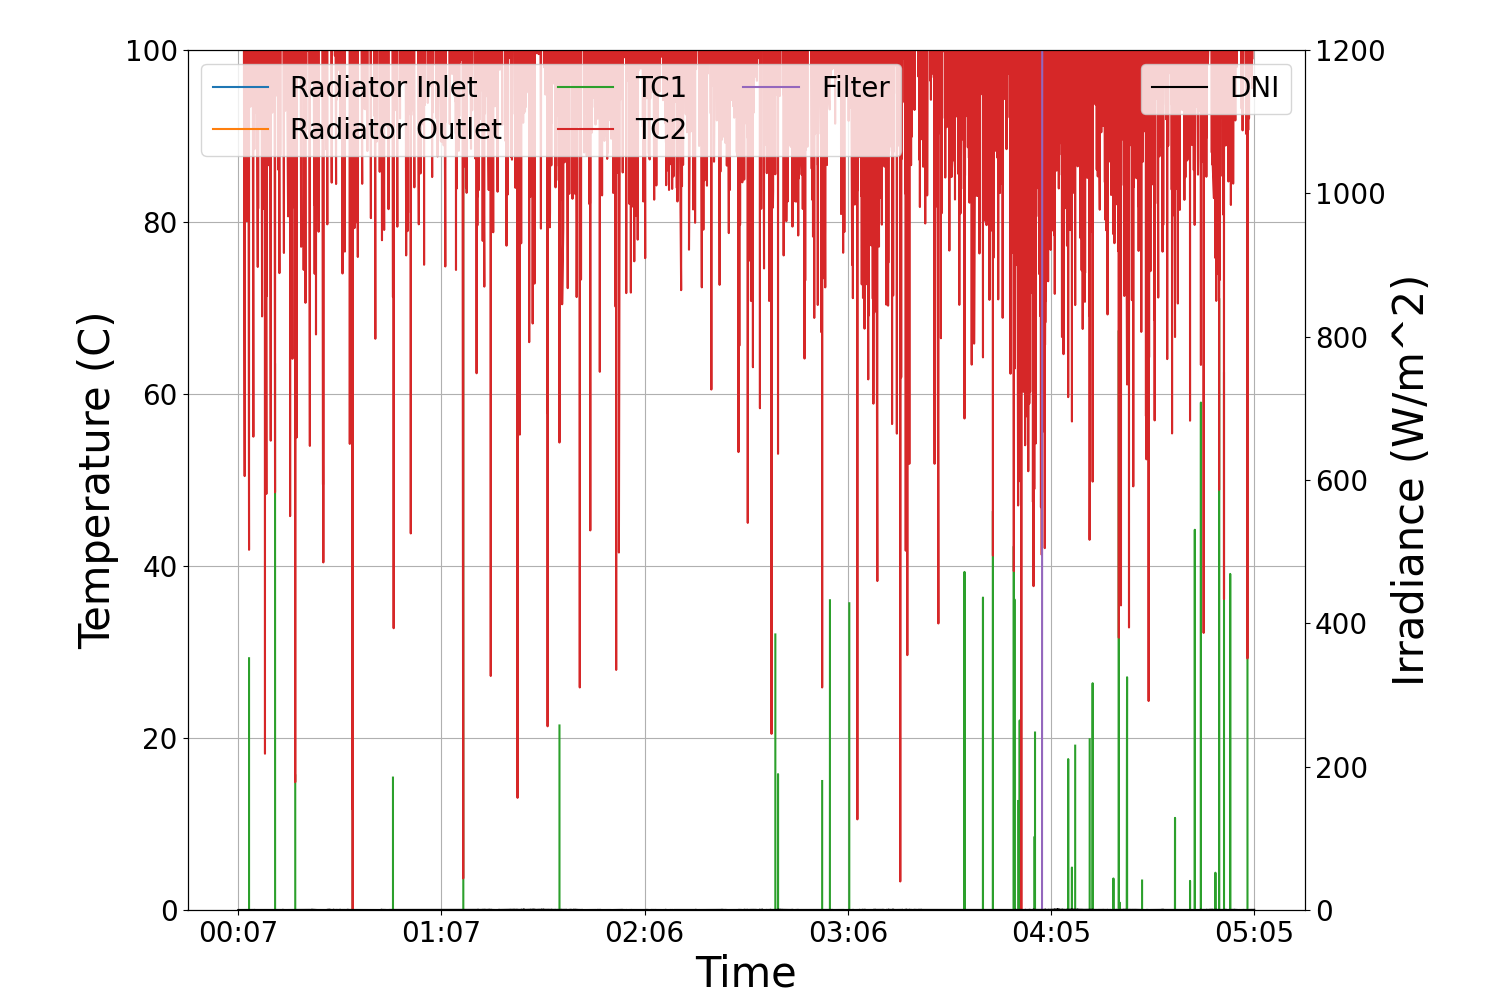 100
80
60
40
20
0
Temperature (C)
Radiator Inlet
Radiator Outlet
TC1
TC2
Filter
DNI
1200
1000
800
600
400
200
0
Irradiance (W/m^2)
00:07
01:07
02:06
03:06
04:05
05:05
Time